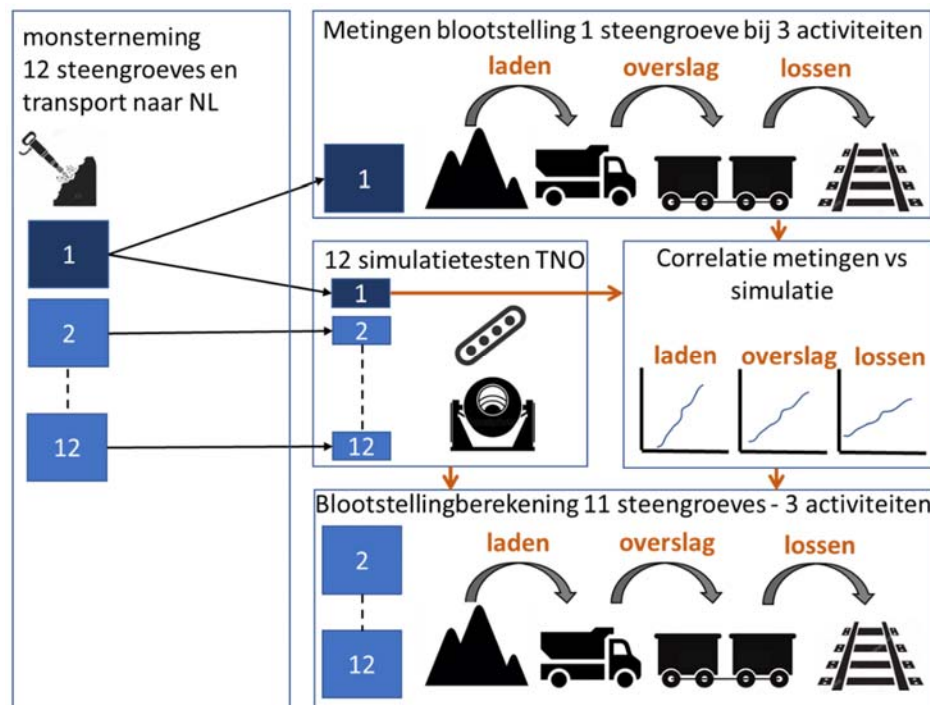 monsterneming
12 steengroeves en
transport naar NL
1
2
12
Metingen blootstelling 1 steengroeve bij 3 activiteiten
laden overslag lossen
1
12 simulatietesten TNO
1
2
12
Correlatie metingen vs
simulatie
laden overslag lossen
Blootstellingberekening 11 steengroeves - 3 activiteiten
laden overslag lossen
2
12